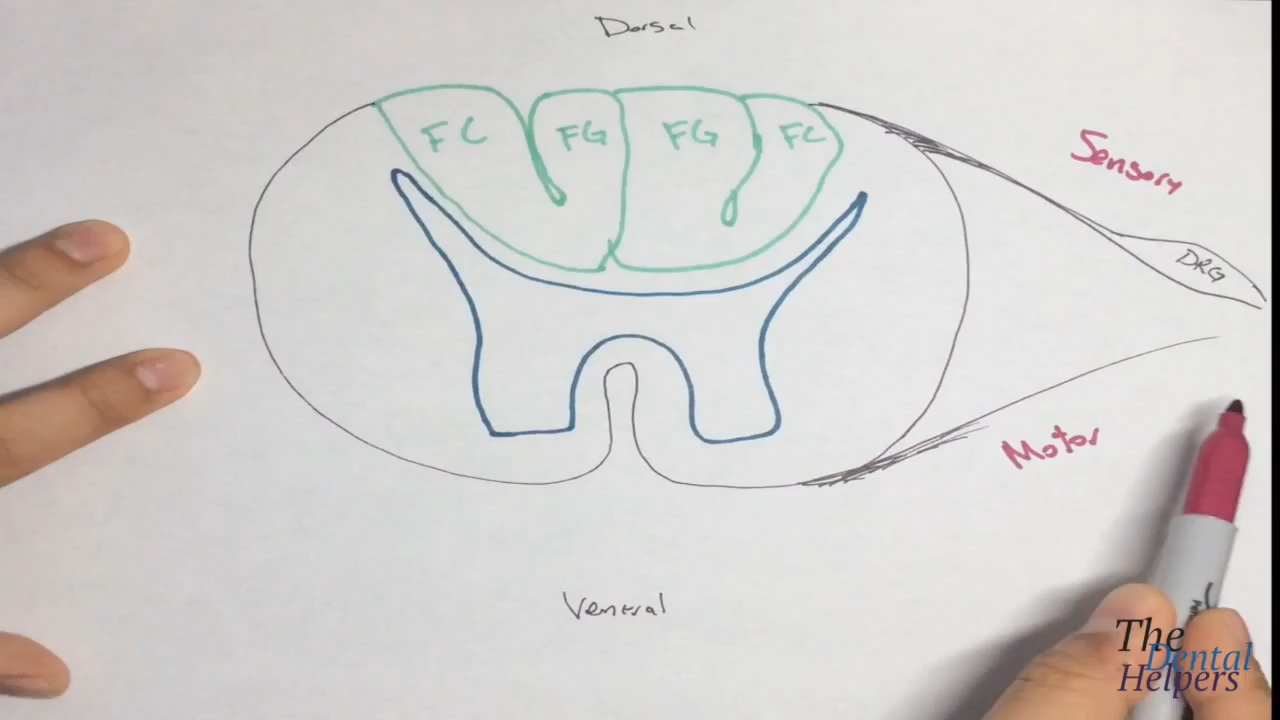 Dorsal
FC FG FG FC
Sensory
DRG
Motor
Ventral
The
Dental
Helpers